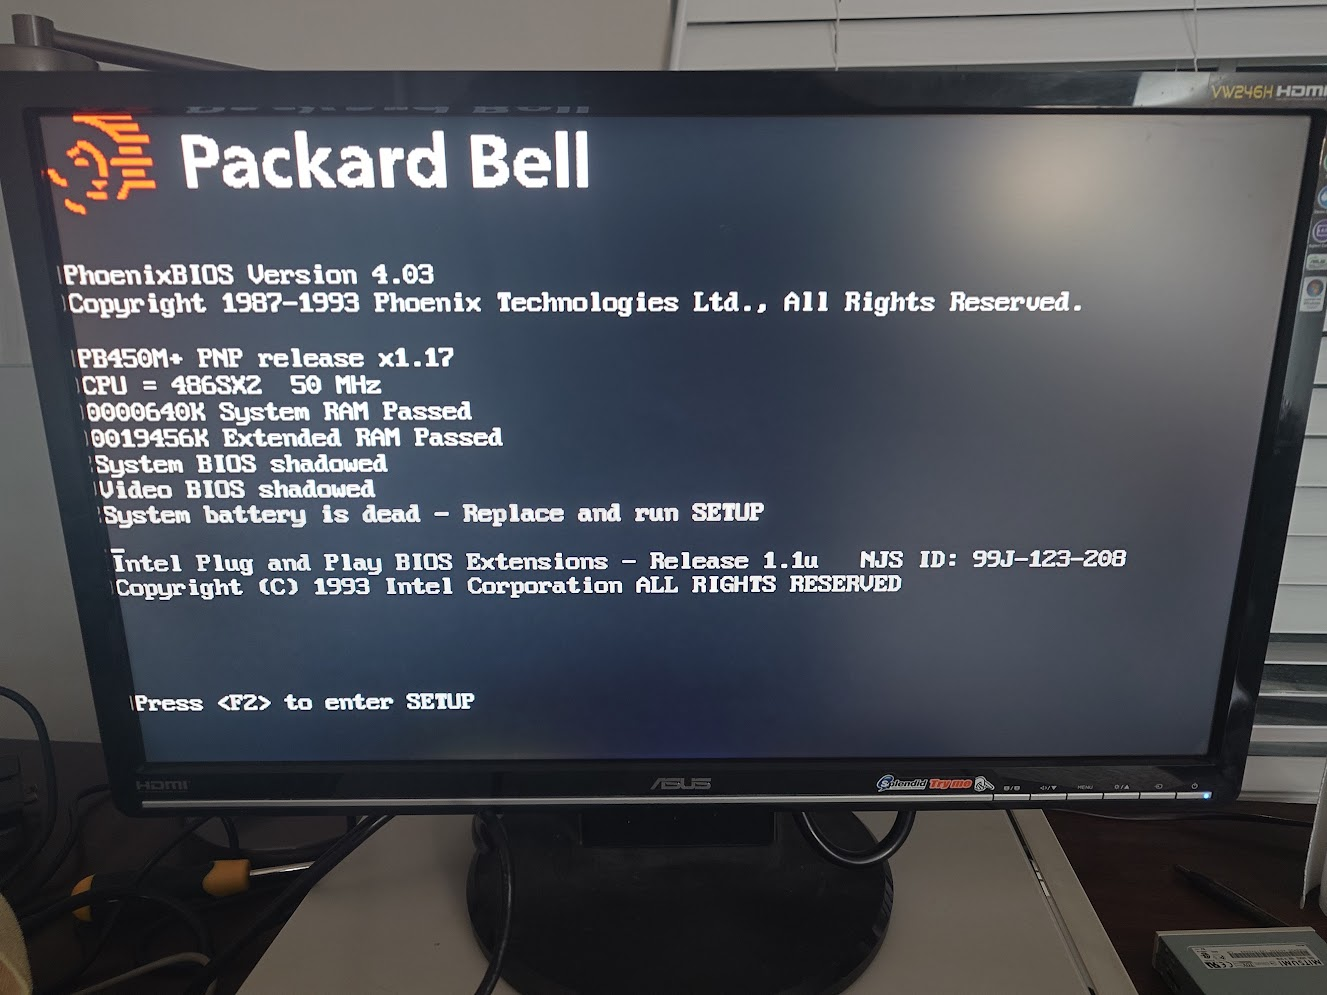 VW246H HDMI
Packard Bell
PhoenixBIOS Version 4.03
Copyright 1987-1993 Phoenix Technologies Ltd., All Rights Reserved.
PB450M+ PNP release x1.17
CPU = 486SX2 50 MHz
0000640K System RAM Passed
0019456K Extended RAM Passed
System BIOS shadowed
Video BIOS shadowed
System battery is dead - Replace and run SETUP
Intel Plug and Play BIOS Extensions - Release 1.1u NJS ID: 99J-123-208
Copyright (C) 1993 Intel Corporation ALL RIGHTS RESERVED
Press <F2> to enter SETUP
HDMI
ASUS
Splendid Try me
MENU
MITSUMI